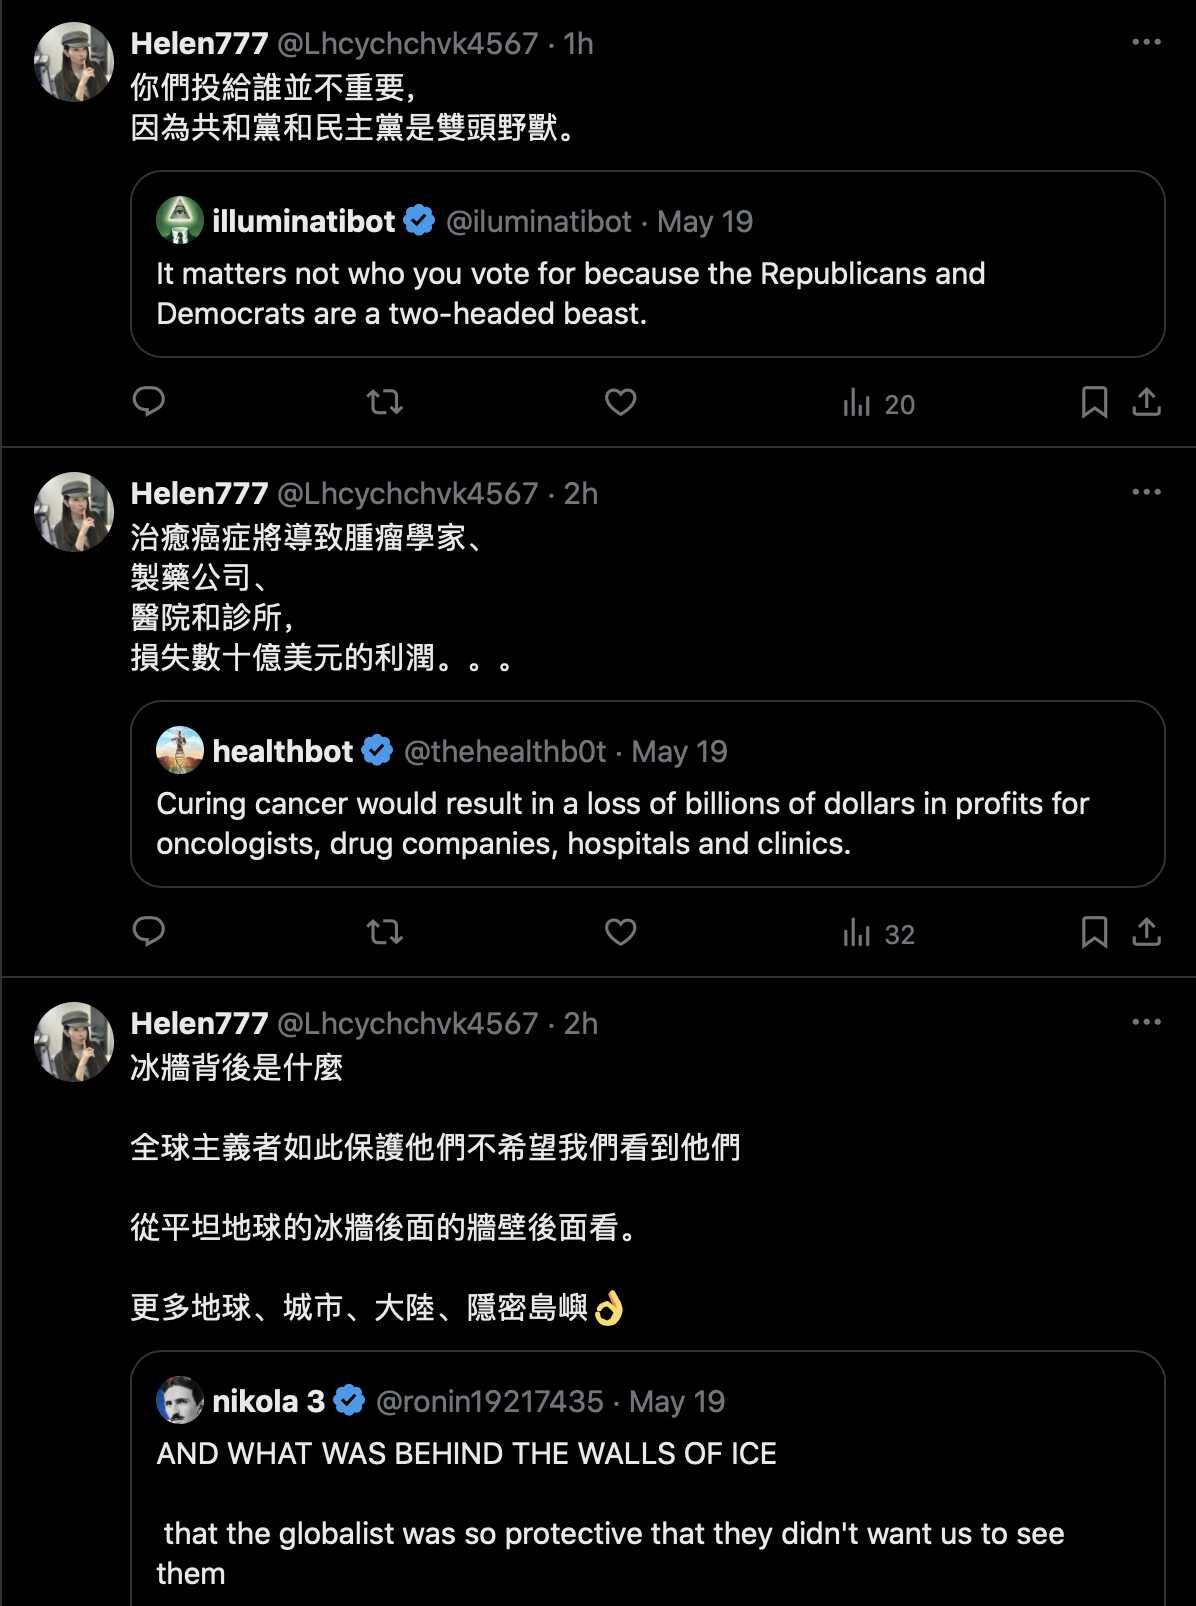 Helen777 @Lhcychchvk4567 · 1h
你們投給誰並不重要，
因為共和黨和民主黨是雙頭野獸。
illuminatibot @iluminatibot · May 19
It matters not who you vote for because the Republicans and
Democrats are a two-headed beast.
20
Helen777 @Lhcychchvk4567 · 2h
治癒癌症將導致腫瘤學家、
製藥公司、
醫院和診所，
損失數十億美元的利潤。。。
healthbot @thehealthb0t · May 19
Curing cancer would result in a loss of billions of dollars in profits for
oncologists, drug companies, hospitals and clinics.
32
Helen777 @Lhcychchvk4567 · 2h
冰牆背後是什麼
全球主義者如此保護他們不希望我們看到他們
從平坦地球的冰牆後面的牆壁後面看。
更多地球、城市、大陸、隱密島嶼👌
nikola 3 @ronin19217435 · May 19
AND WHAT WAS BEHIND THE WALLS OF ICE
that the globalist was so protective that they didn't want us to see
them